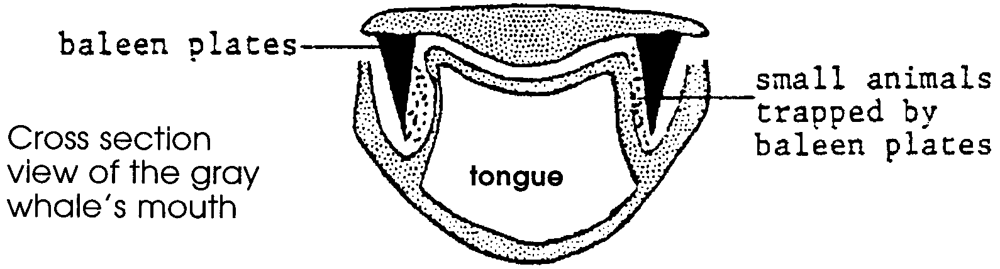 baleen plates
small animals
trapped by
baleen plates
Cross section
view of the gray
whale's mouth
tongue